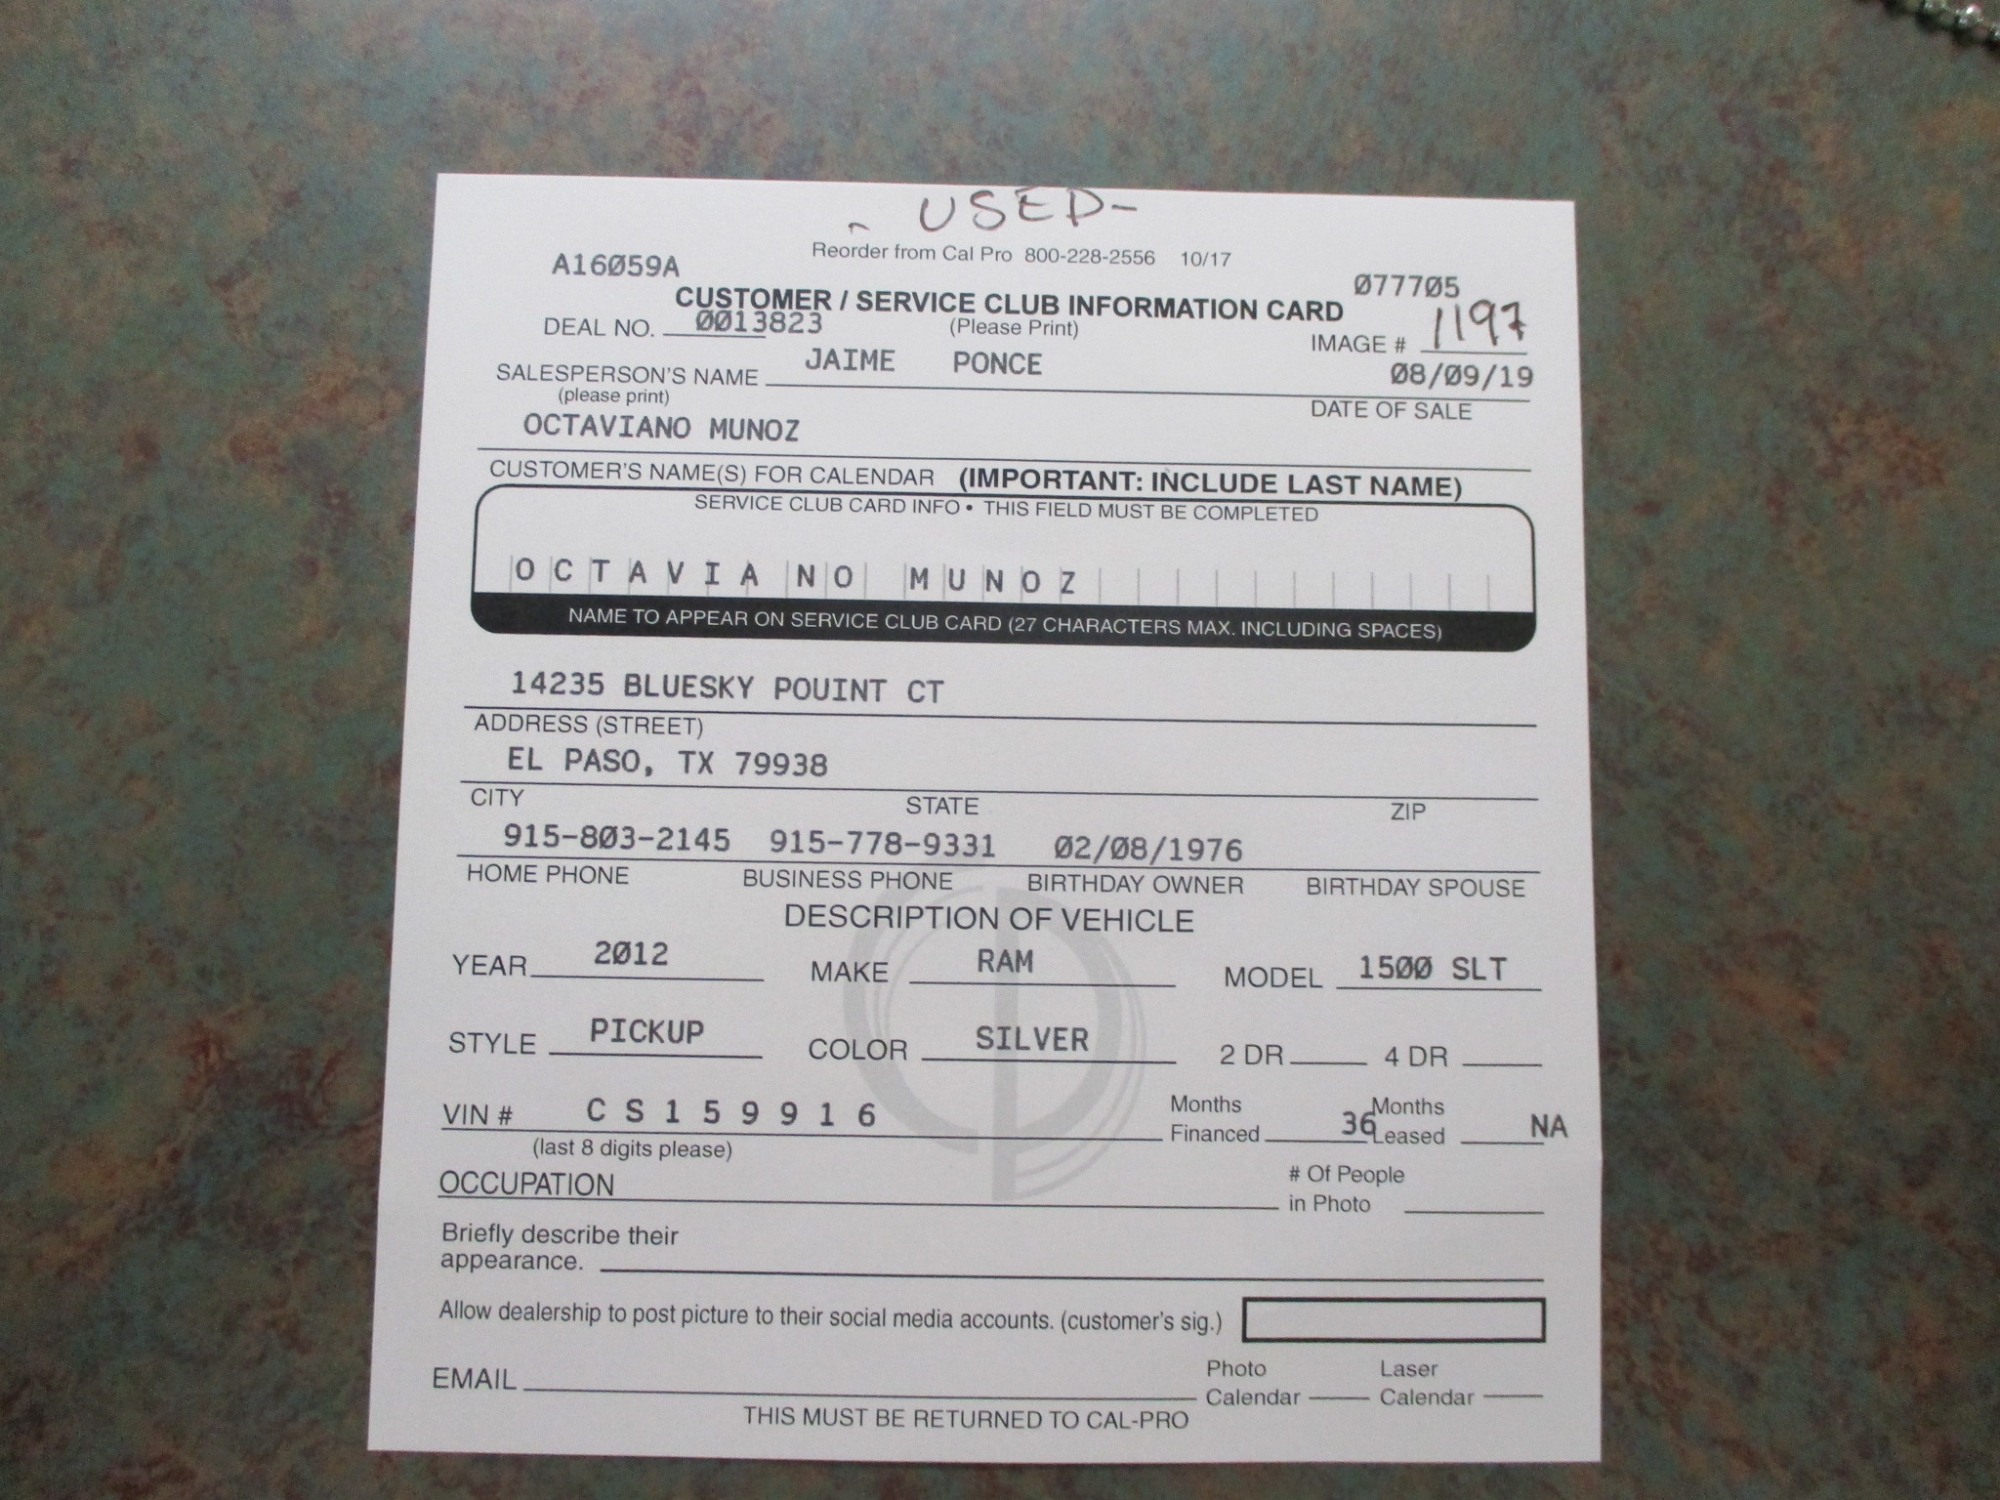 - USED-
Reorder from Cal Pro 800-228-2556 10/17
A16059A 077705
CUSTOMER / SERVICE CLUB INFORMATION CARD
DEAL NO. 0013823 (Please Print) IMAGE # 1197
SALESPERSON'S NAME JAIME PONCE 08/09/19
(please print) DATE OF SALE
OCTAVIANO MUNOZ
CUSTOMER'S NAME(S) FOR CALENDAR (IMPORTANT: INCLUDE LAST NAME)
SERVICE CLUB CARD INFO • THIS FIELD MUST BE COMPLETED
OCTAVIANO MUNOZ
NAME TO APPEAR ON SERVICE CLUB CARD (27 CHARACTERS MAX. INCLUDING SPACES)
14235 BLUESKY POUINT CT
ADDRESS (STREET)
EL PASO, TX 79938
CITY STATE ZIP
915-803-2145 915-778-9331 02/08/1976
HOME PHONE BUSINESS PHONE BIRTHDAY OWNER BIRTHDAY SPOUSE
DESCRIPTION OF VEHICLE
YEAR 2012 MAKE RAM MODEL 1500 SLT
STYLE PICKUP COLOR SILVER 2 DR 4 DR
VIN # CS159916 Months Financed 36 Months Leased NA
(last 8 digits please)
OCCUPATION # Of People in Photo
Briefly describe their
appearance.
Allow dealership to post picture to their social media accounts. (customer's sig.)
EMAIL Photo Calendar Laser Calendar
THIS MUST BE RETURNED TO CAL-PRO